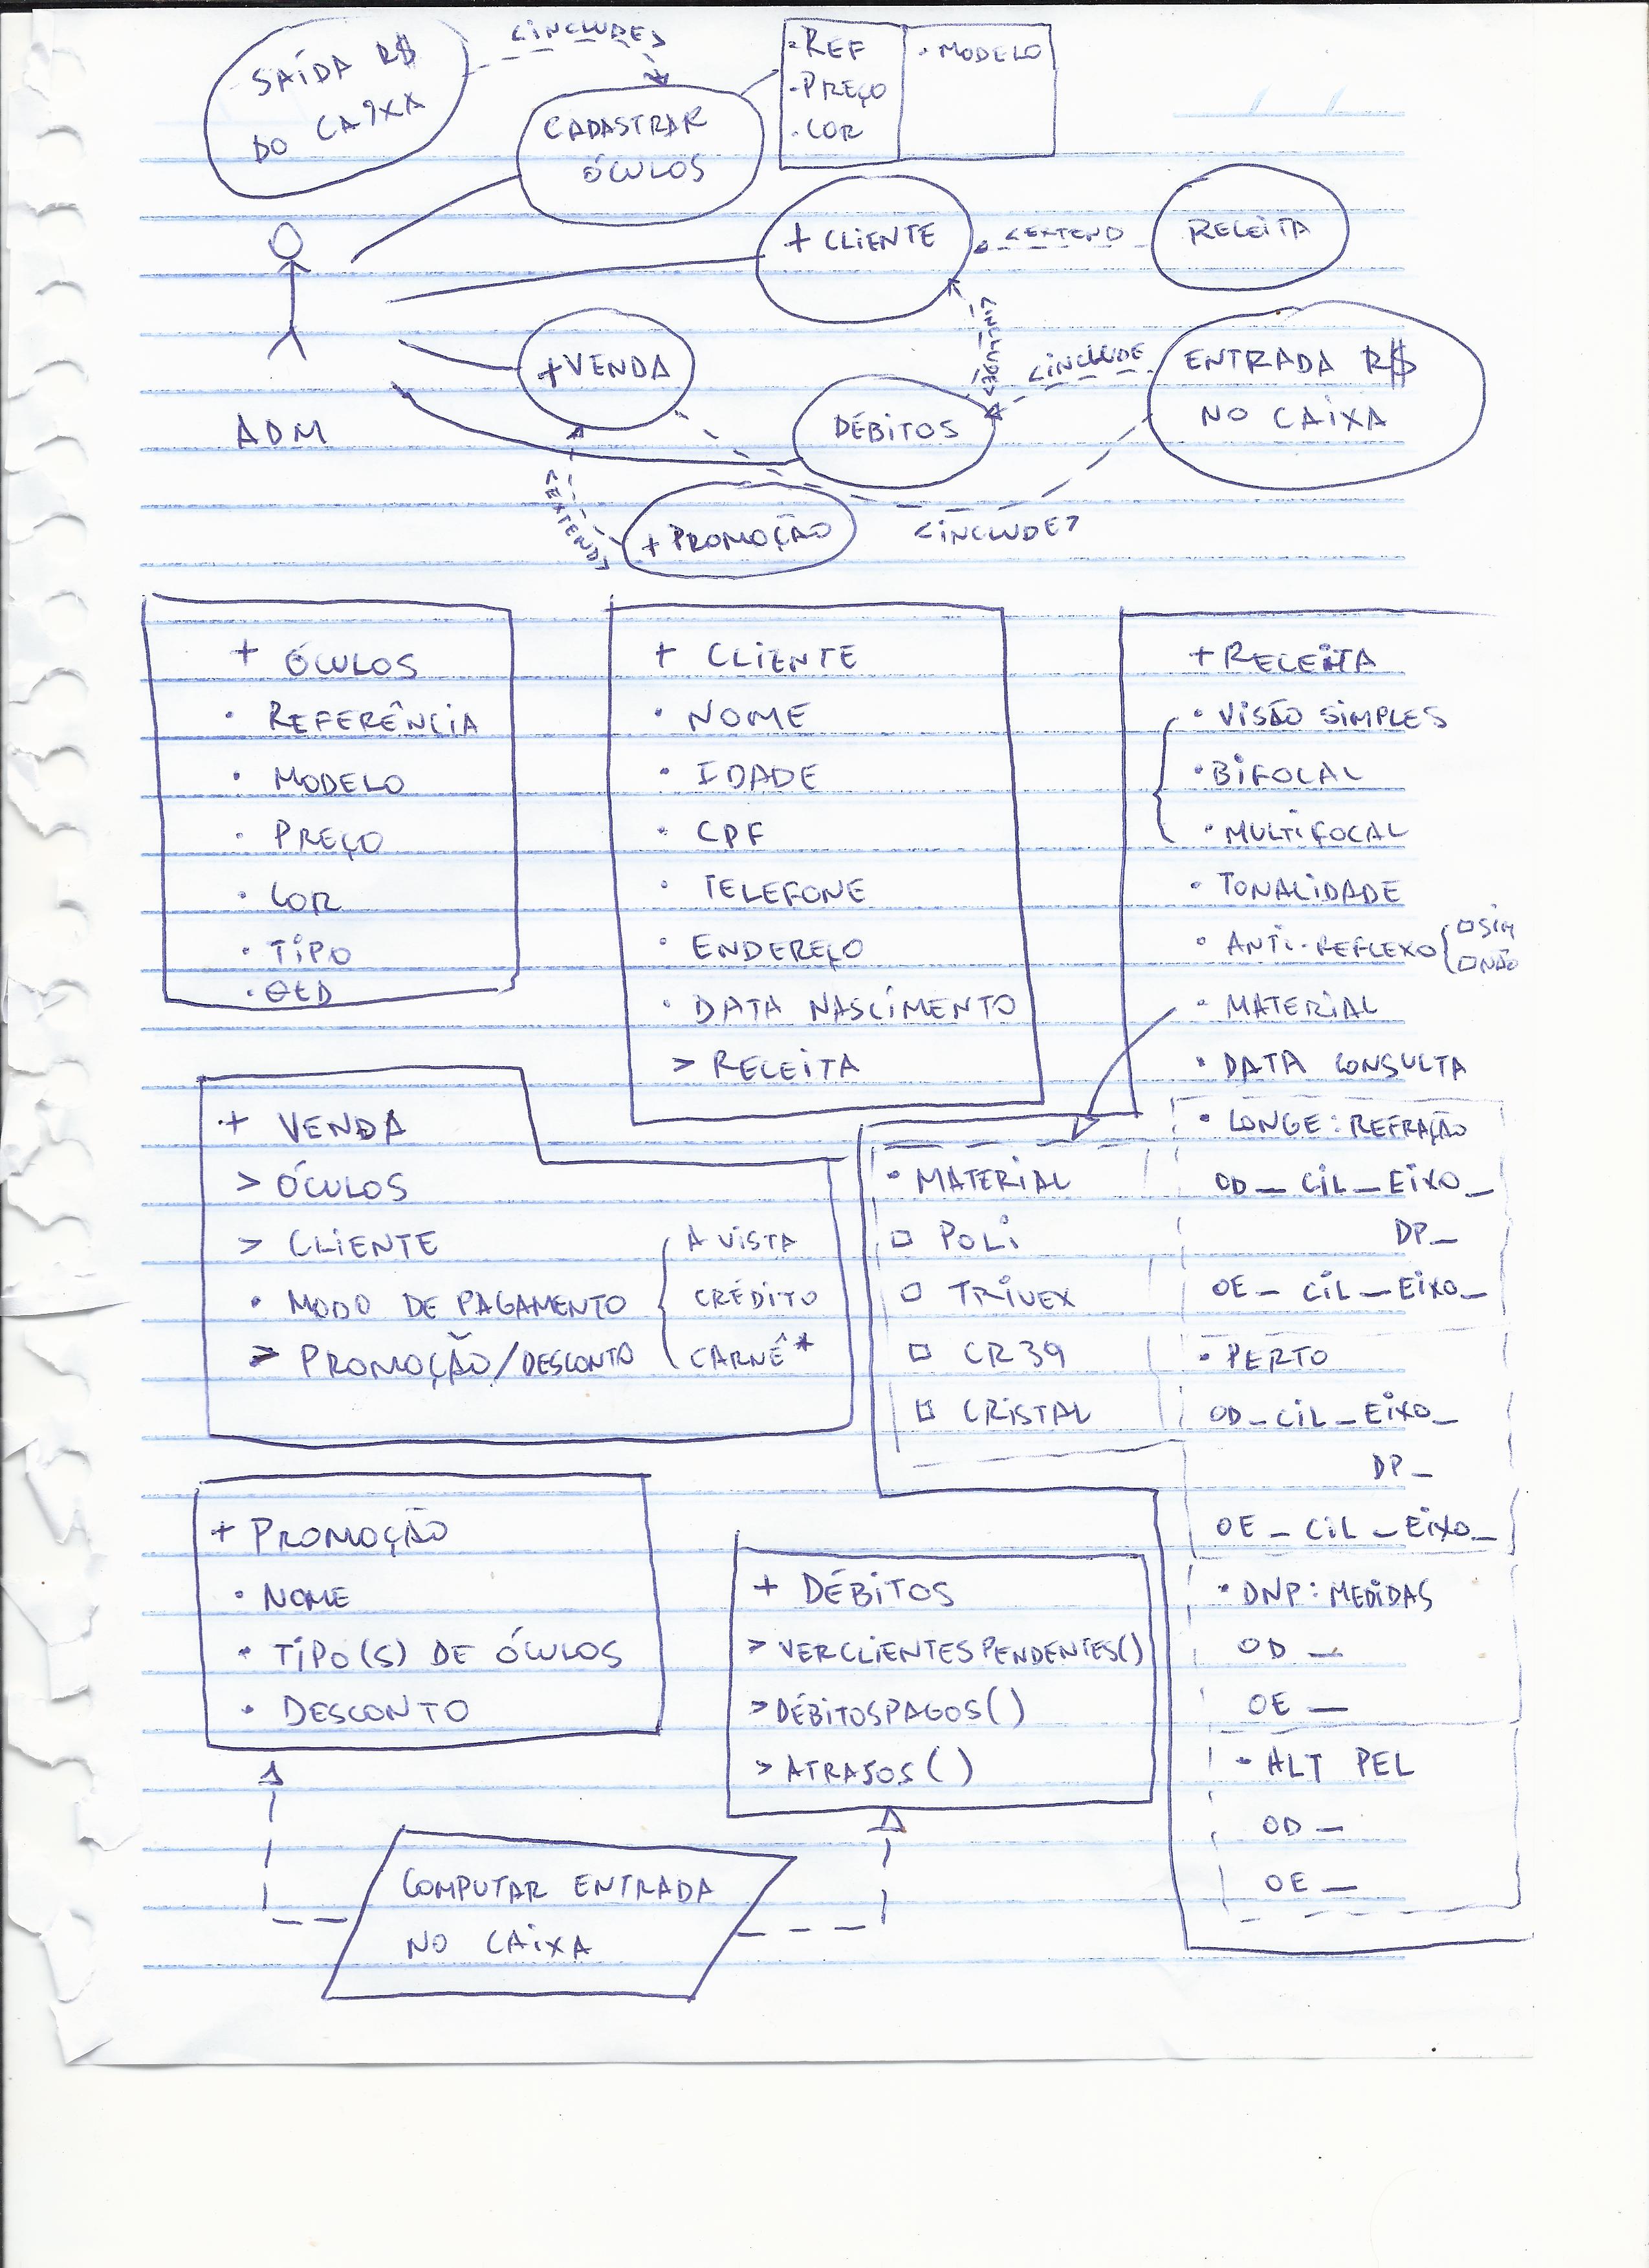 SAÍDA R$
DO CAIXA
<INCLUDE>
CADASTRAR
ÓCULOS
· REF
· PREÇO
· COR
· MODELO
+ CLIENTE
<EXTEND
RECEITA
ADM
+ VENDA
<INCLUDE>
<INCLUDE
DÉBITOS
ENTRADA R$
NO CAIXA
<EXTEND>
+ PROMOÇÃO
<INCLUDE>
+ ÓCULOS
· REFERÊNCIA
· MODELO
· PREÇO
· COR
· TIPO
· QTD
+ CLIENTE
· NOME
· IDADE
· CPF
· TELEFONE
· ENDEREÇO
· DATA NASCIMENTO
> RECEITA
+ RECEITA
· VISÃO SIMPLES
· BIFOCAL
· MULTIFOCAL
· TONALIDADE
· ANTI-REFLEXO
SIM
NÃO
· MATERIAL
· DATA CONSULTA
· LONGE: REFRAÇÃO
OD _ CIL _ EIXO _
DP _
OE _ CIL _ EIXO _
· PERTO
OD _ CIL _ EIXO _
DP _
OE _ CIL _ EIXO _
· DNP: MEDIDAS
OD _
OE _
· ALT PEL
OD _
OE _
· MATERIAL
POLI
TRIVEX
CR39
CRISTAL
+ VENDA
> ÓCULOS
> CLIENTE
· MODO DE PAGAMENTO
À VISTA
CRÉDITO
CARNÊ*
> PROMOÇÃO/DESCONTO
+ PROMOÇÃO
· NOME
· TIPO(S) DE ÓCULOS
· DESCONTO
+ DÉBITOS
> VERCLIENTESPENDENTES()
> DÉBITOSPAGOS()
> ATRASOS()
COMPUTAR ENTRADA
NO CAIXA